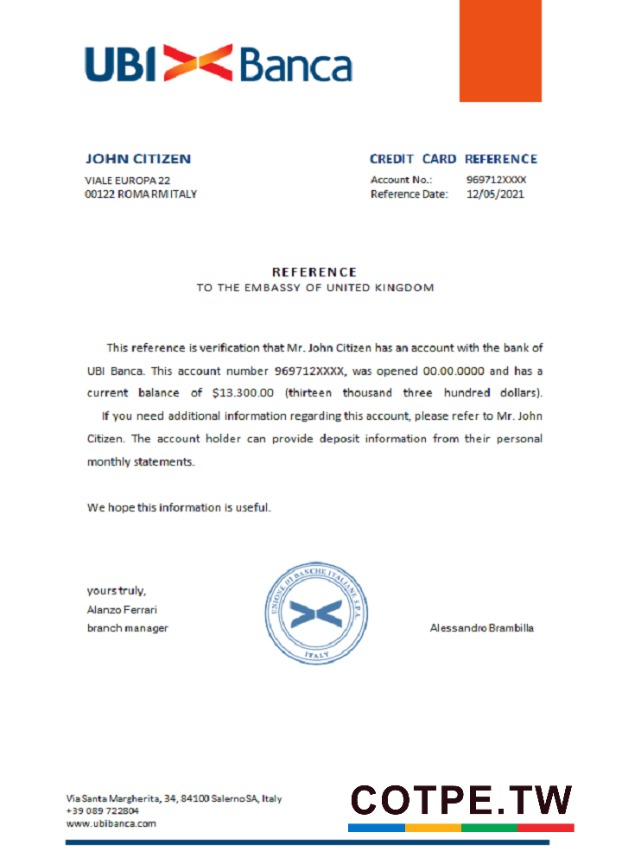 UBI Banca
JOHN CITIZEN
VIALE EUROPA 22
00122 ROMA RM ITALY
CREDIT CARD REFERENCE
Account No.: 969712XXXX
Reference Date: 12/05/2021
REFERENCE
TO THE EMBASSY OF UNITED KINGDOM
This reference is verification that Mr. John Citizen has an account with the bank of
UBI Banca. This account number 969712XXXX, was opened 00.00.0000 and has a
current balance of $13.300.00 (thirteen thousand three hundred dollars).
If you need additional information regarding this account, please refer to Mr. John
Citizen. The account holder can provide deposit information from their personal
monthly statements.
We hope this information is useful.
yours truly,
Alanzo Ferrari
branch manager
UNIONE DI BANCHE ITALIANE S.P.A.
ITALY
Alessandro Brambilla
Via Santa Margherita, 34, 84100 Salerno SA, Italy
+39 089 722804
www.ubibanca.com
COTPE.TW